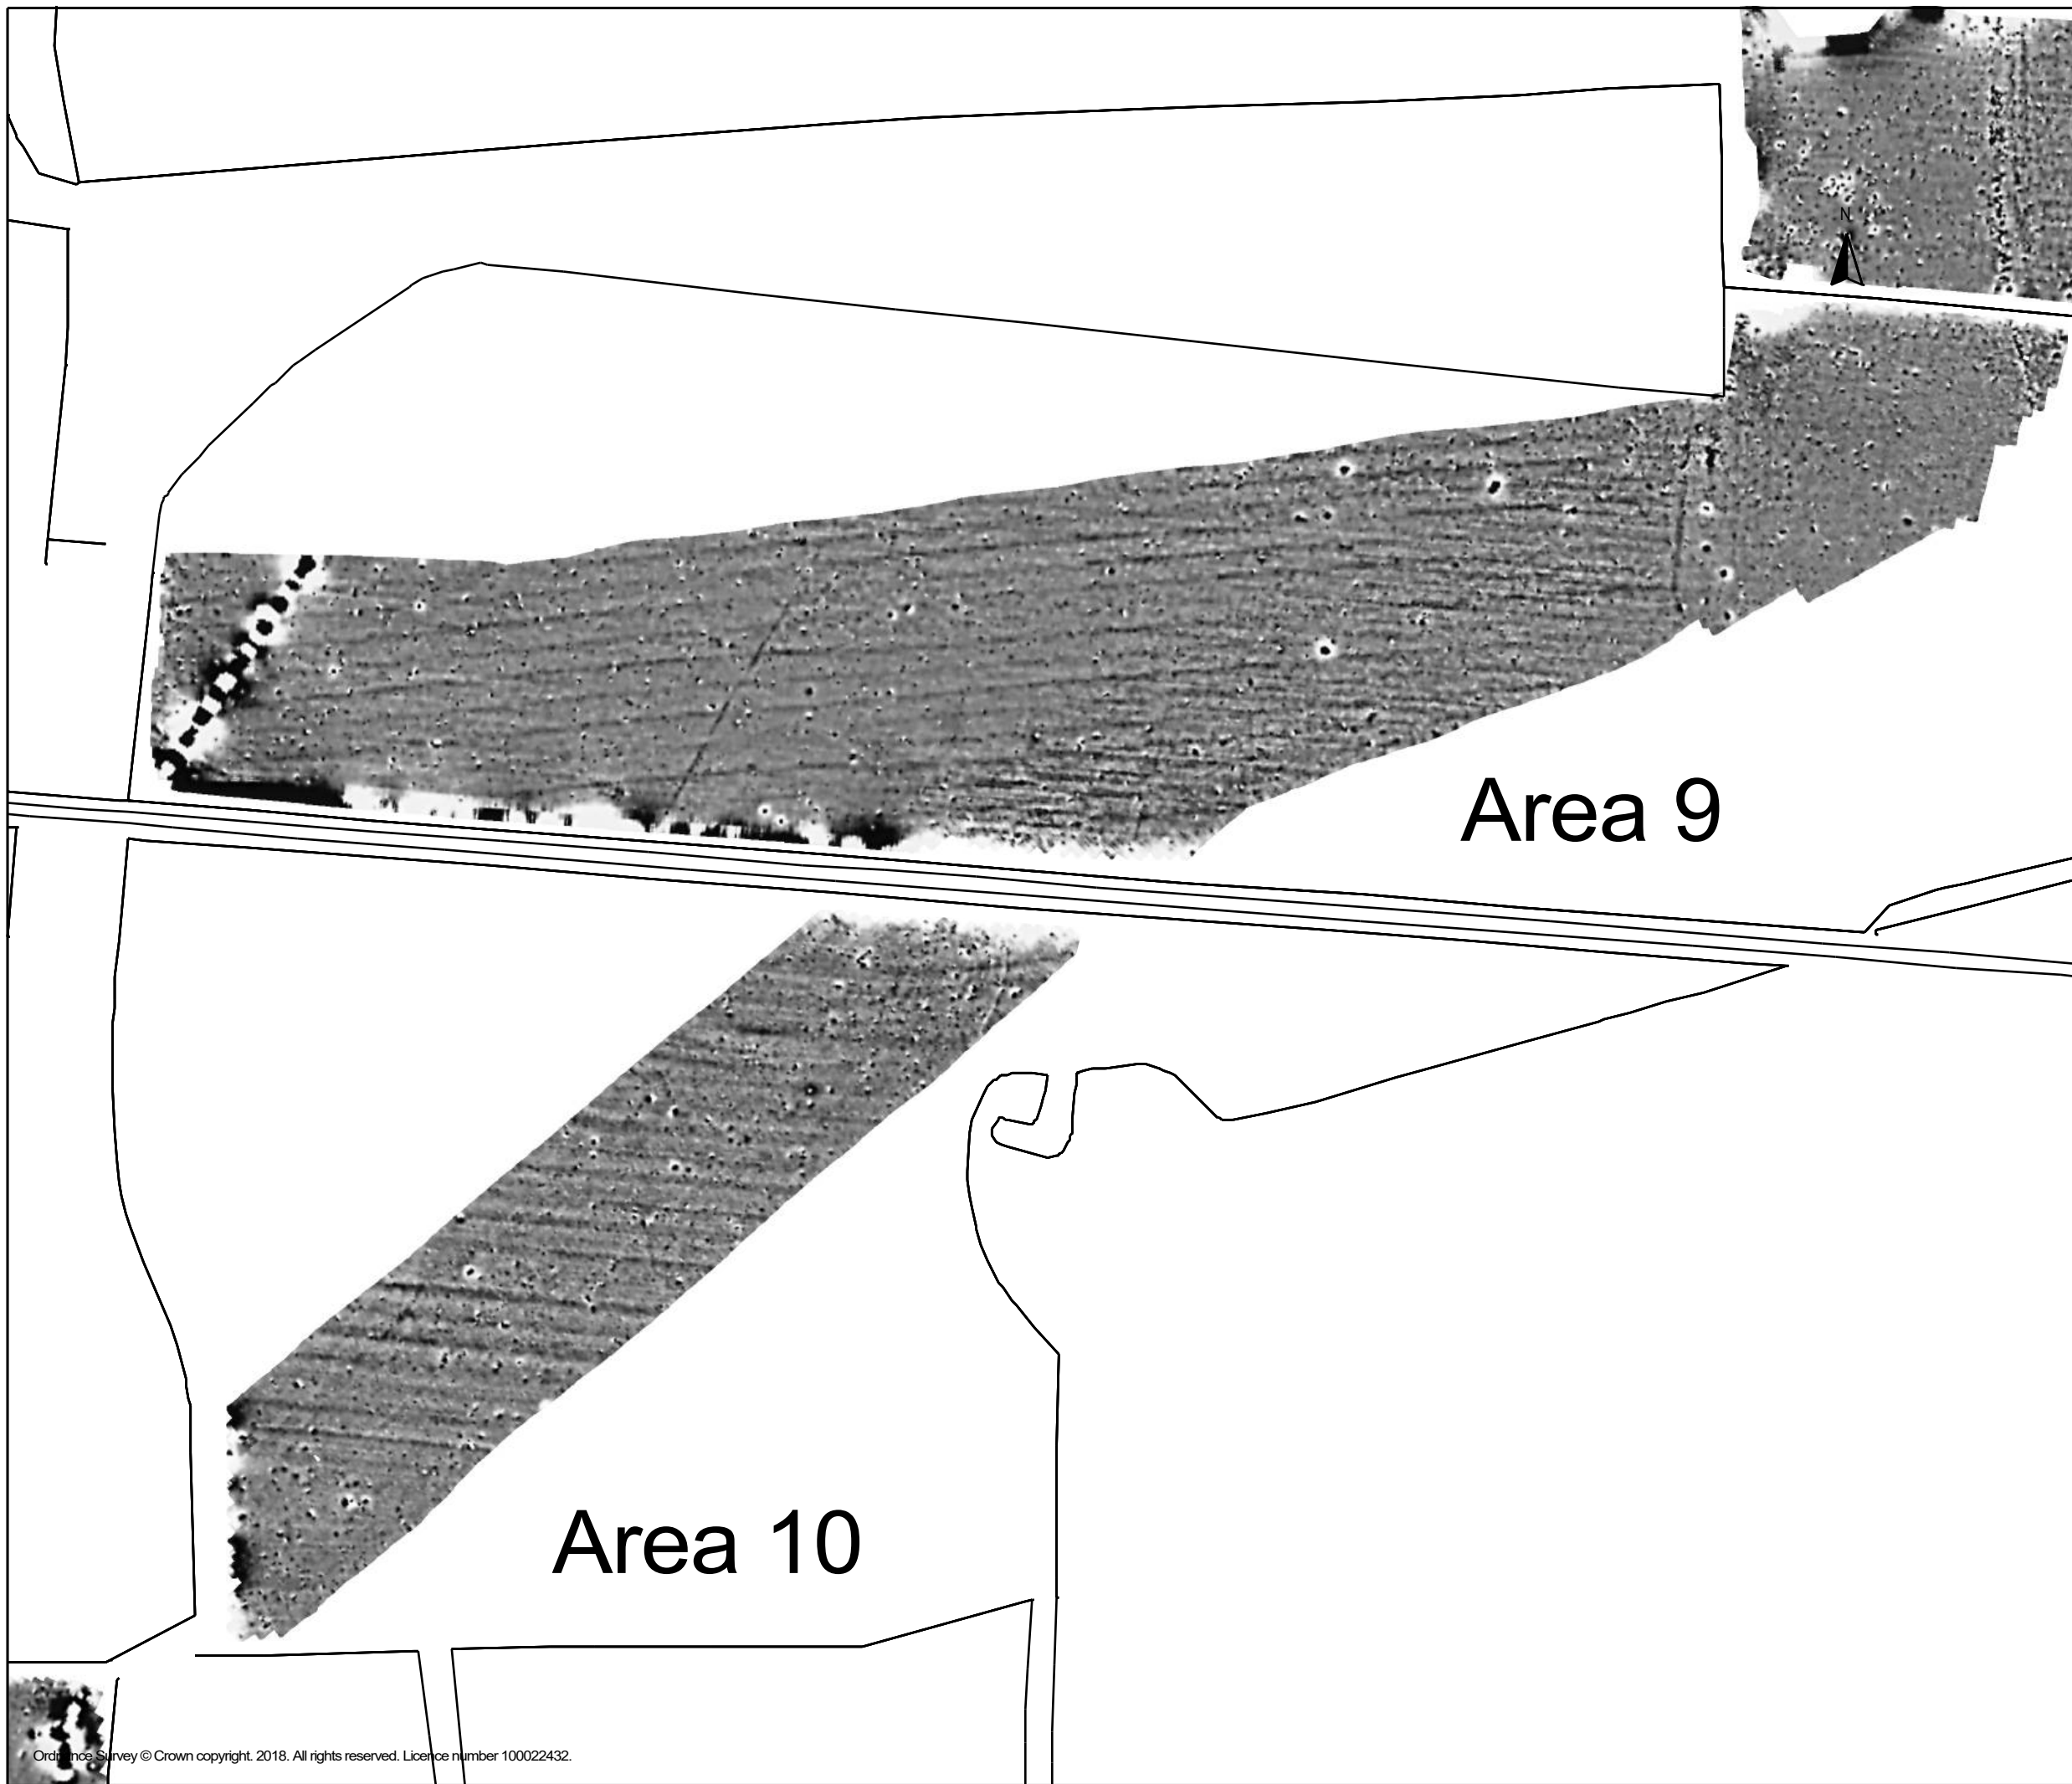 N
Area 9
Area 10
Ordnance Survey © Crown copyright. 2018. All rights reserved. Licence number 100022432.